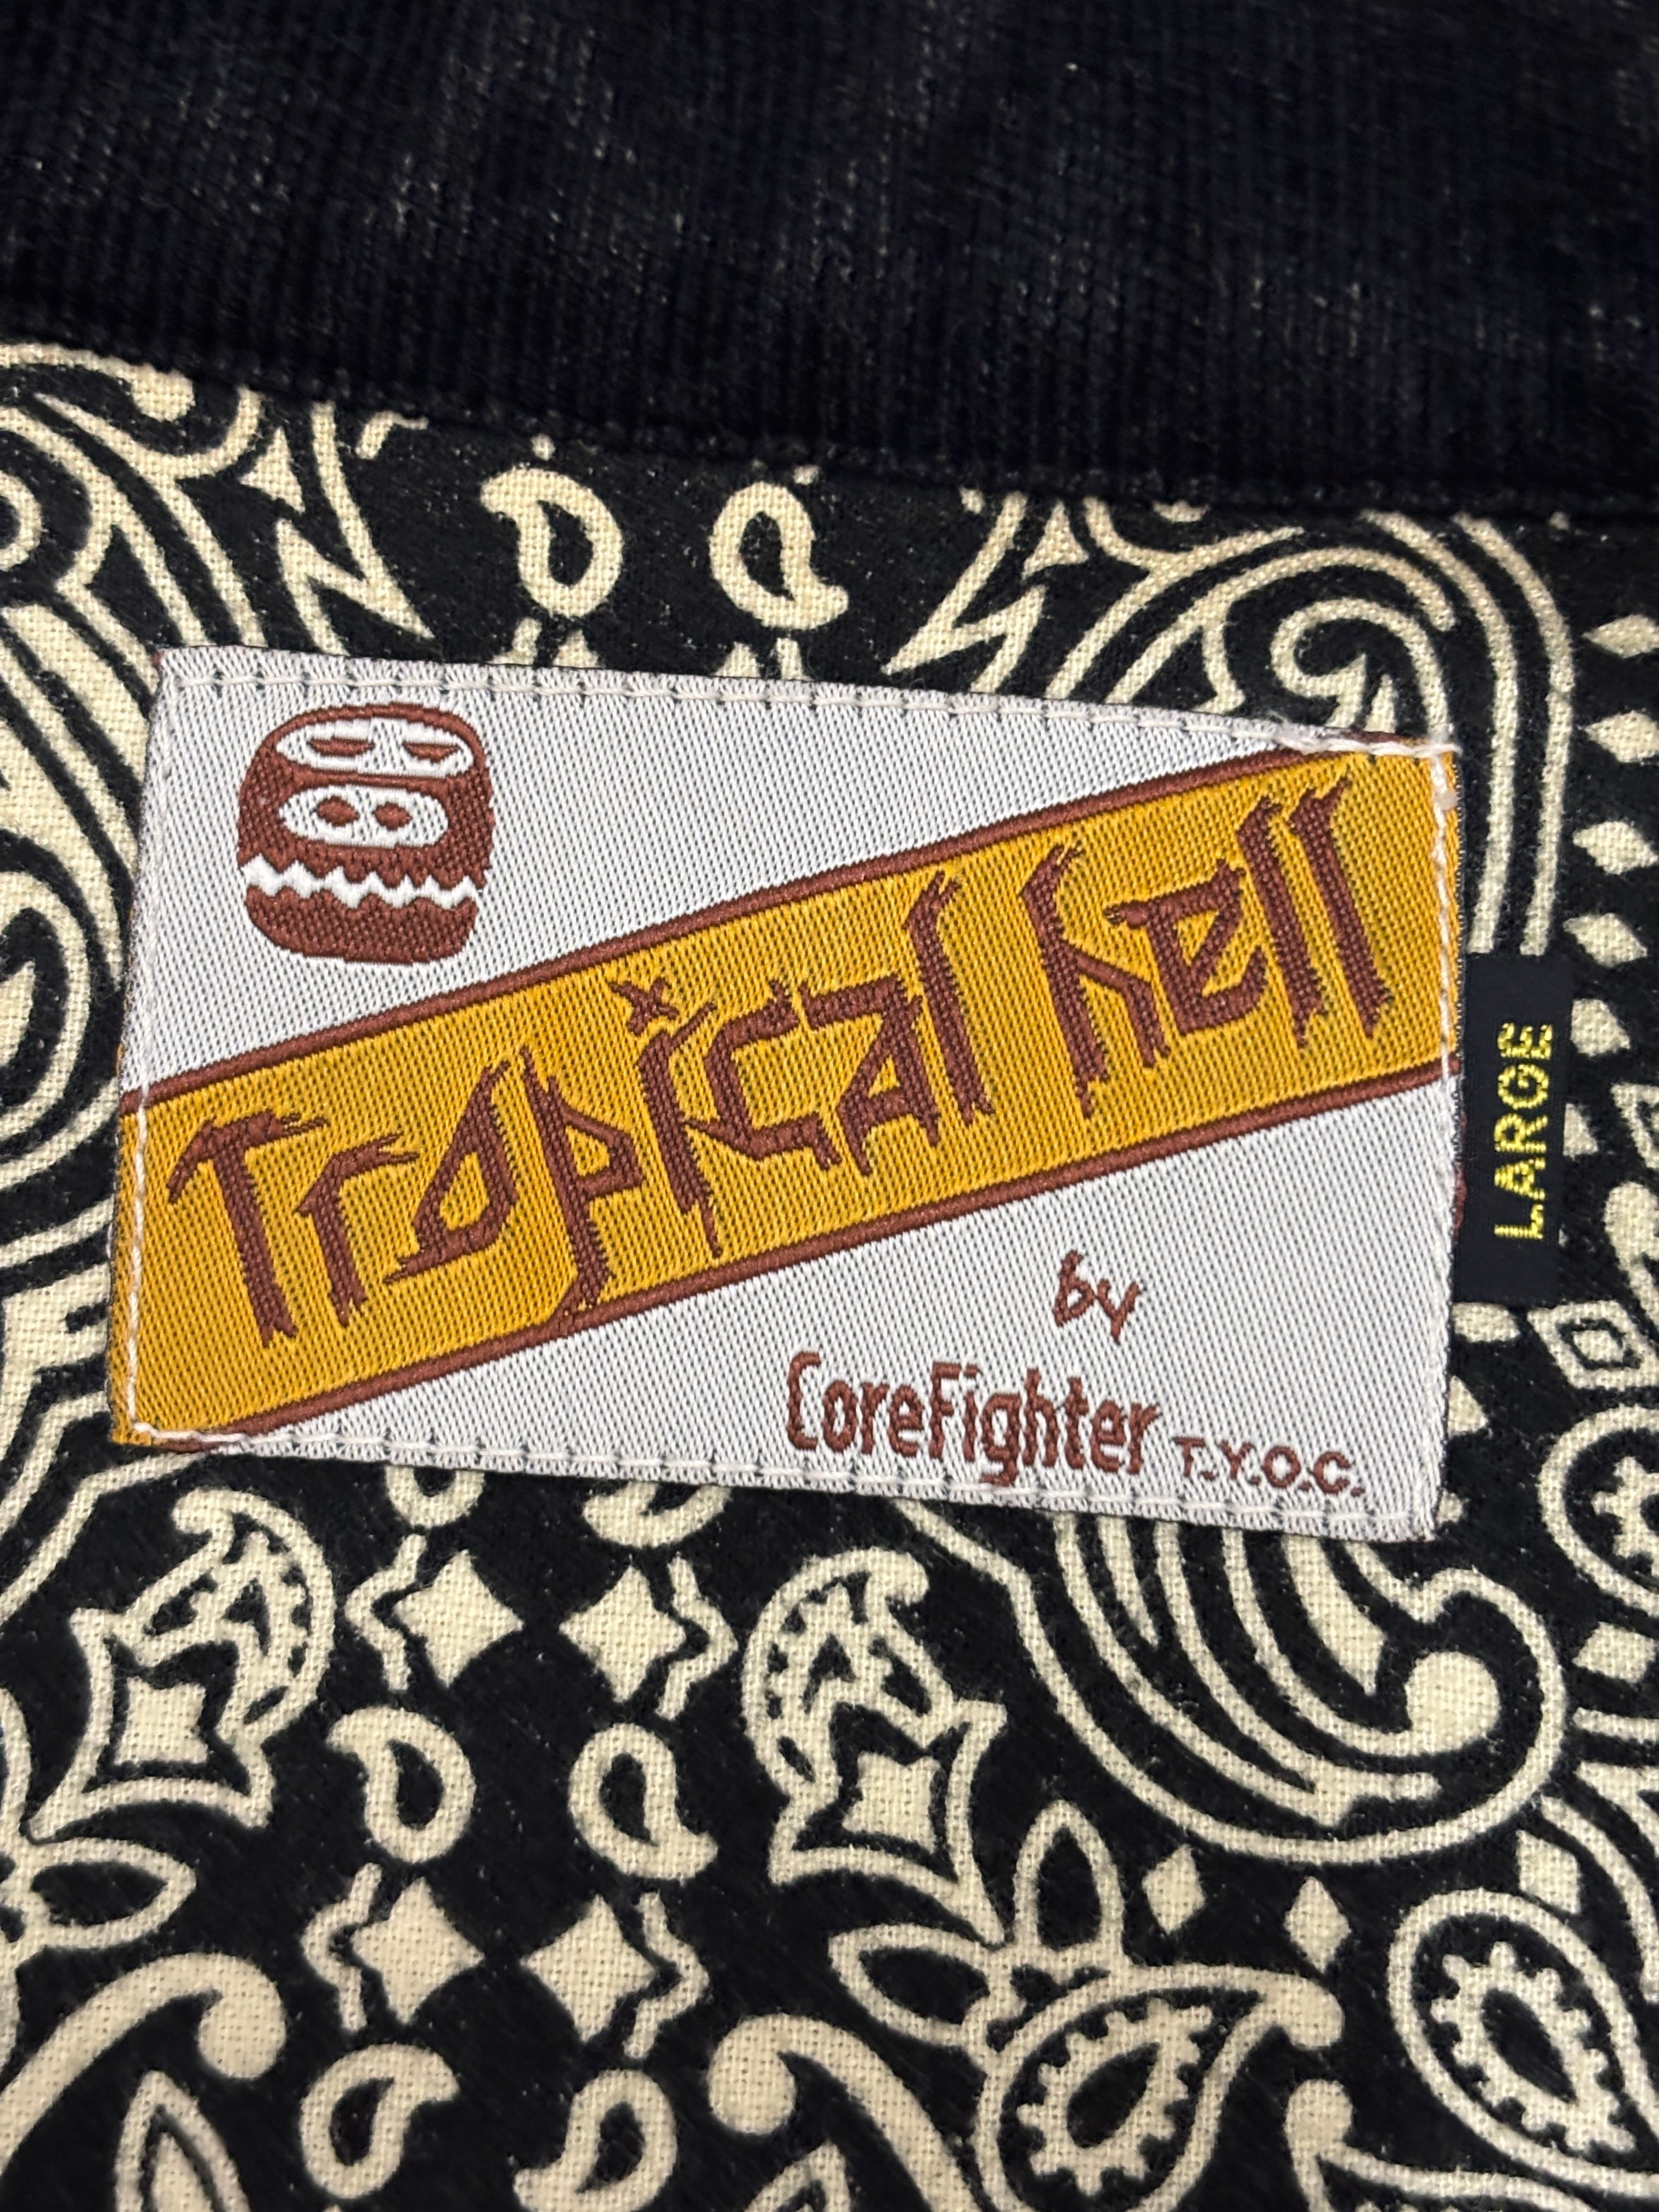 Tropical hell
by
CoreFighter T.Y.O.C.
LARGE